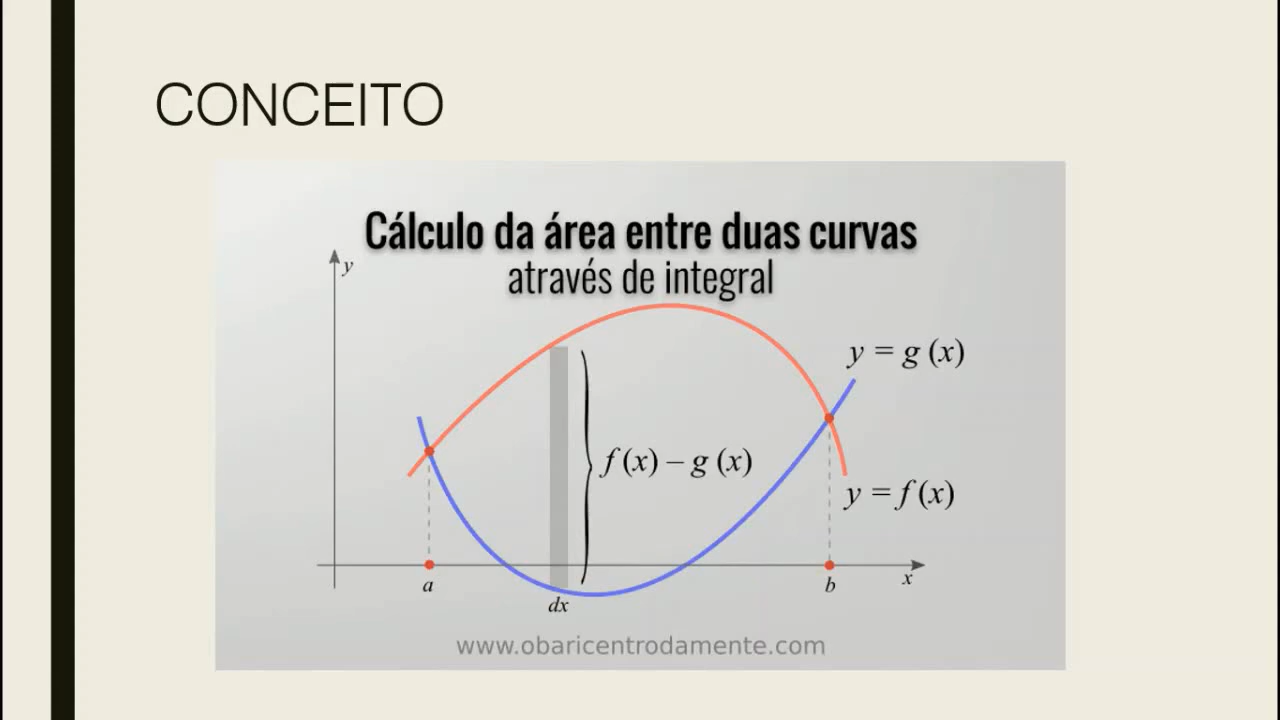 CONCEITO
Cálculo da área entre duas curvas
através de integral
y
y = g (x)
f (x) – g (x)
y = f (x)
a
dx
b
x
www.obaricentrodamente.com